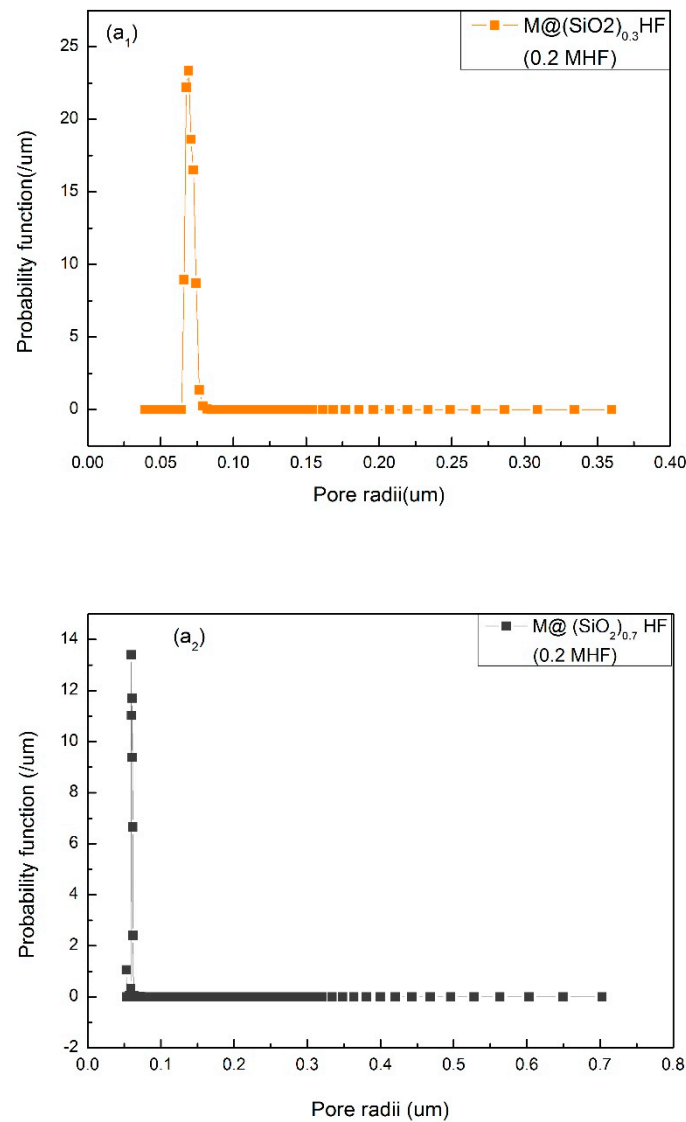 (a₁)
M@(SiO2)₀.₃HF
(0.2 MHF)
Probability function(/um)
25
20
15
10
5
0
0.00 0.05 0.10 0.15 0.20 0.25 0.30 0.35 0.40
Pore radii(um)
(a₂)
M@ (SiO₂)₀.₇ HF
(0.2 MHF)
Probability function (/um)
14
12
10
8
6
4
2
0
-2
0.0 0.1 0.2 0.3 0.4 0.5 0.6 0.7 0.8
Pore radii (um)